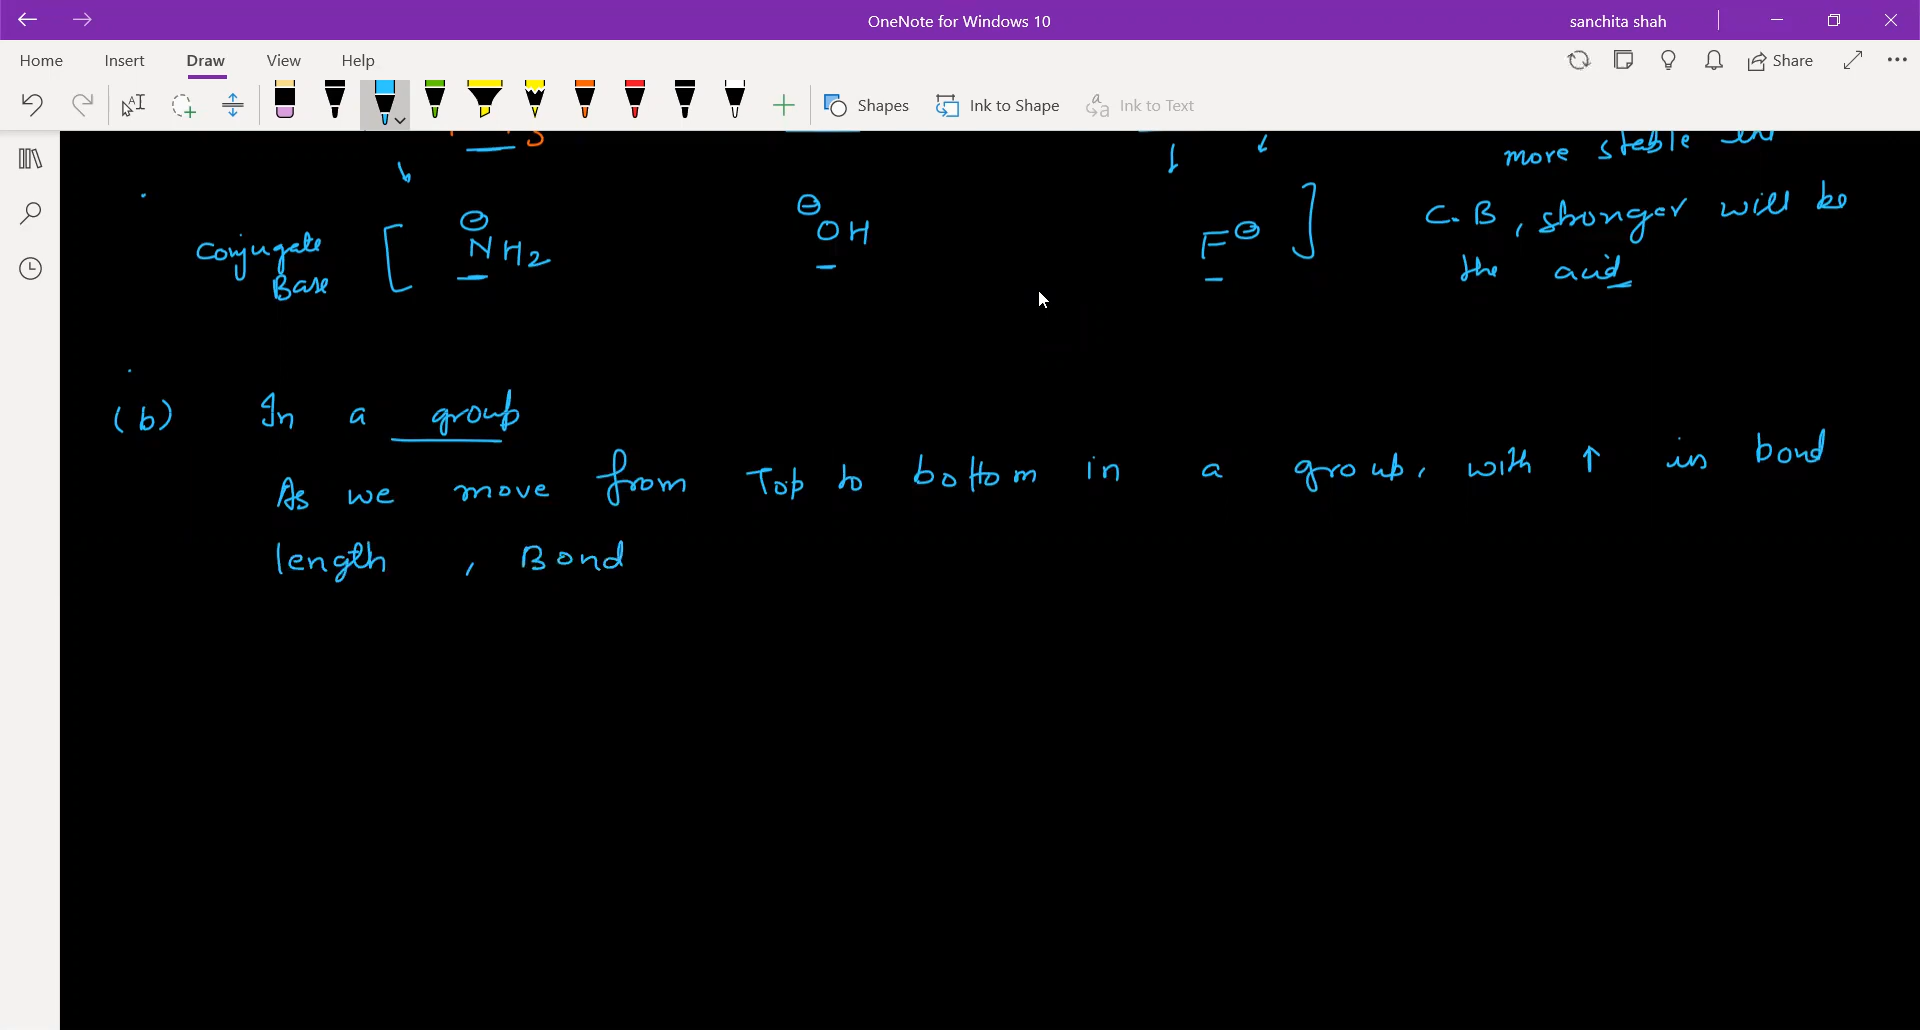 OneNote for Windows 10
sanchita shah
Home Insert Draw View Help
Share
Shapes Ink to Shape Ink to Text
more stable the
Conjugate Base [ ⊖NH2 ⊖OH F⊖ ]
C.B, stronger will be
the acid
(b) In a group
As we move from Top to bottom in a group, with ↑ in bond
length, Bond